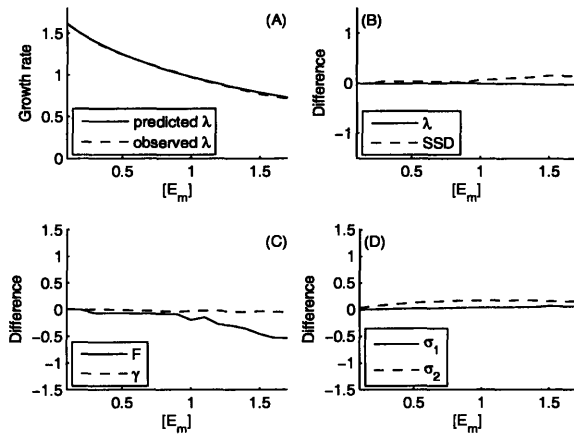 (A)
Growth rate
1.5
1
0.5
0
predicted λ
observed λ
0.5 1 1.5
[E_m]
(B)
Difference
1
0
−1
λ
SSD
0.5 1 1.5
[E_m]
(C)
Difference
1.5
1
0.5
0
−0.5
−1
−1.5
F
γ
0.5 1 1.5
[E_m]
(D)
Difference
1.5
1
0.5
0
−0.5
−1
−1.5
σ_1
σ_2
0.5 1 1.5
[E_m]